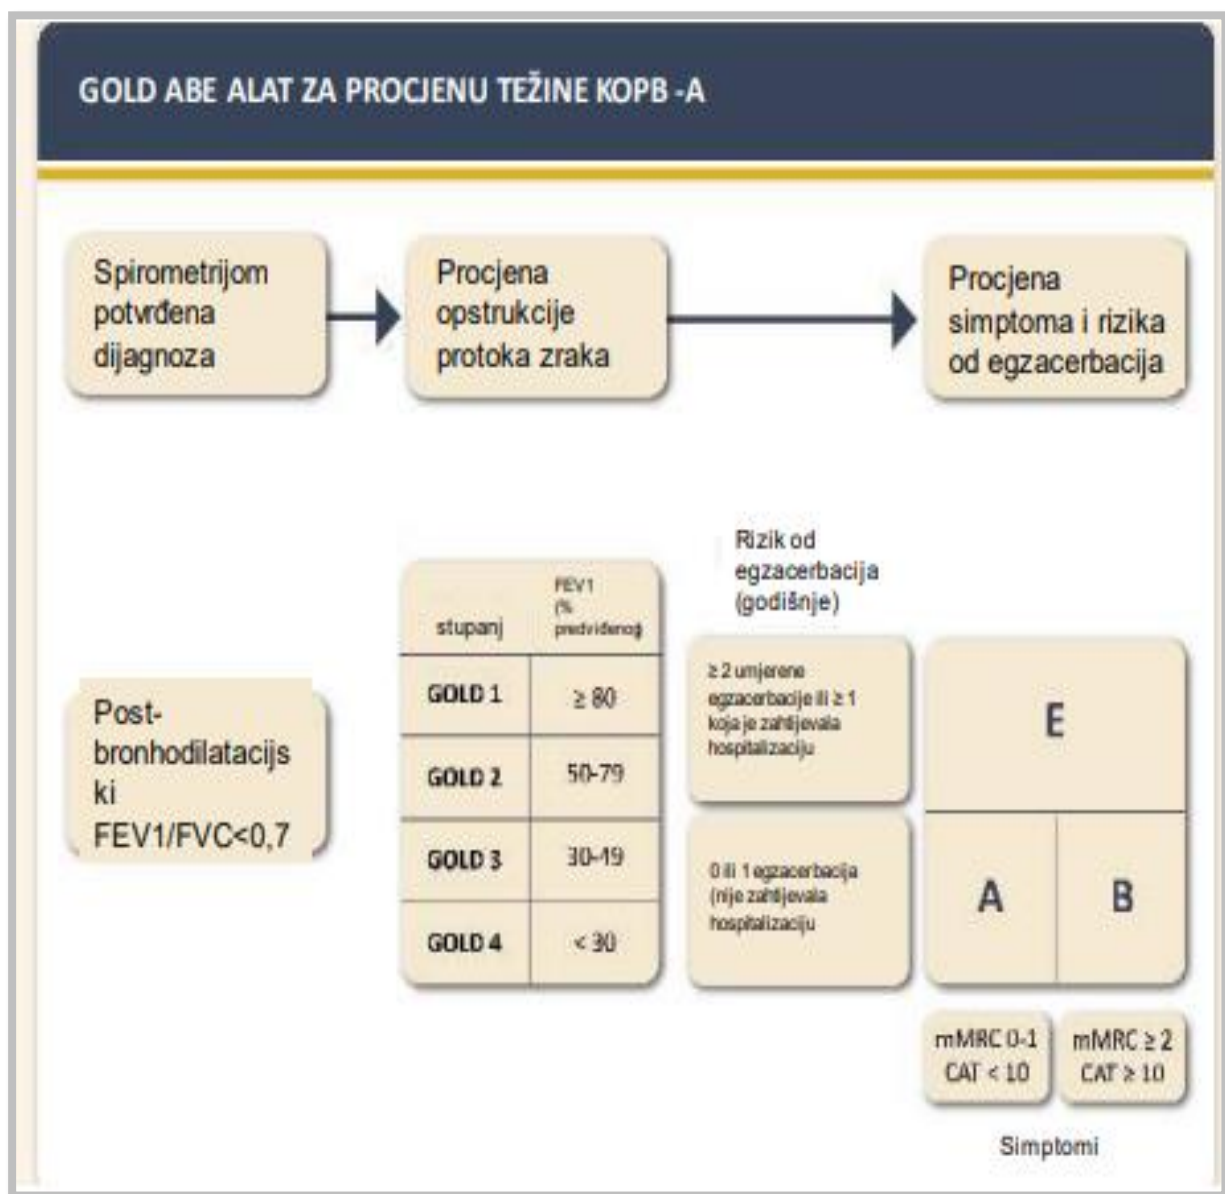 GOLD ABE ALAT ZA PROCJENU TEŽINE KOPB -A
Spirometrijom
potvrđena
dijagnoza
Procjena
opstrukcije
protoka zraka
Procjena
simptoma i rizika
od egzacerbacija
Post-
bronhodilatacijs
ki
FEV1/FVC<0,7
stupanj
FEV1
(%
predviđenog)
GOLD 1
≥ 80
GOLD 2
50-79
GOLD 3
30-49
GOLD 4
< 30
Rizik od
egzacerbacija
(godišnje)
≥ 2 umjerene
egzacerbacije ili ≥ 1
koja je zahtijevala
hospitalizaciju
0 ili 1 egzacerbacija
(nije zahtijevala
hospitalizaciju
E
A
B
mMRC 0-1
CAT < 10
mMRC ≥ 2
CAT ≥ 10
Simptomi